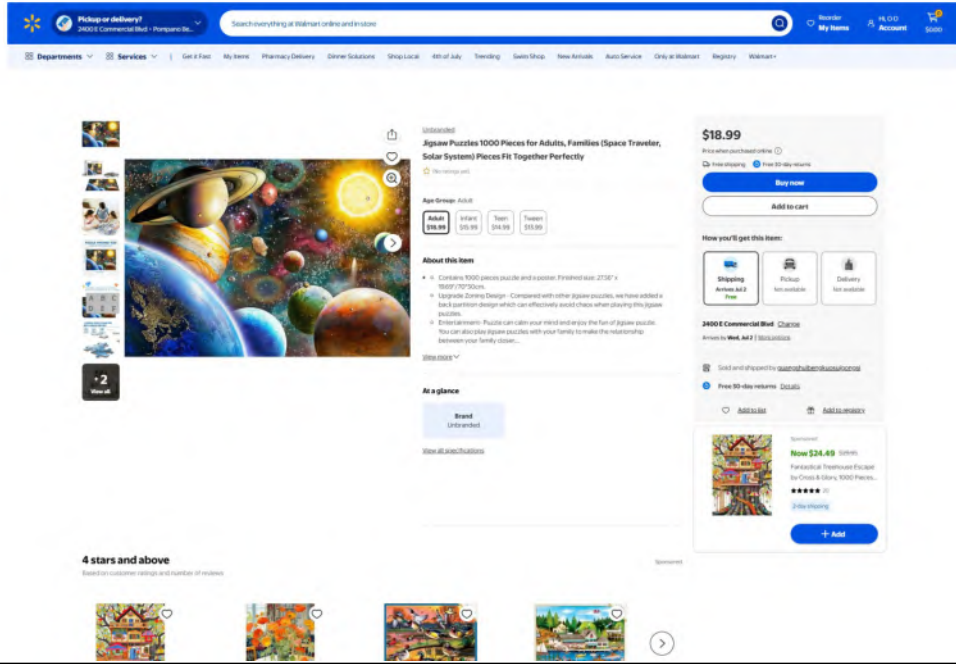 Pickup or delivery?
2400 E Commercial Blvd • Pompano Be...
Search everything at Walmart online and in store
Reorder
My Items
Hi, O O
Account
0
$0.00
Departments
Services
Get it Fast
My Items
Pharmacy Delivery
Dinner Solutions
Shop Local
4th of July
Trending
Swim Shop
New Arrivals
Auto Service
Only at Walmart
Registry
Walmart+
+2
View all
Unbranded
Jigsaw Puzzles 1000 Pieces for Adults, Families (Space Traveler,
Solar System) Pieces Fit Together Perfectly
No ratings yet
Age Group: Adult
Adult
$18.99
Infant
$15.99
Teen
$14.99
Tween
$13.99
About this item
Contains 1000 pieces puzzle and a poster. Finished size: 27.56" x
19.69"/70*50cm.
Upgrade Zoning Design - Compared with other jigsaw puzzles, we have added a
back partition design which can effectively avoid chaos when playing this jigsaw
puzzles.
Entertainment- Puzzle can calm your mind and enjoy the fun of jigsaw puzzle.
You can also play jigsaw puzzles with your family to make the relationship
between your family closer...
View more
At a glance
Brand
Unbranded
View all specifications
$18.99
Price when purchased online
Free shipping
Free 30-day returns
Buy now
Add to cart
How you'll get this item:
Shipping
Arrives Jul 2
Free
Pickup
Not available
Delivery
Not available
2400 E Commercial Blvd Change
Arrives by Wed, Jul 2 | More options
Sold and shipped by
Free 30-day returns Details
Add to list
Add to registry
Sponsored
Now $24.49
Fantastical Treehouse Escape
by Cross & Glory, 1000 Pieces...
2-day shipping
+ Add
4 stars and above
Based on customer ratings and number of reviews
Sponsored